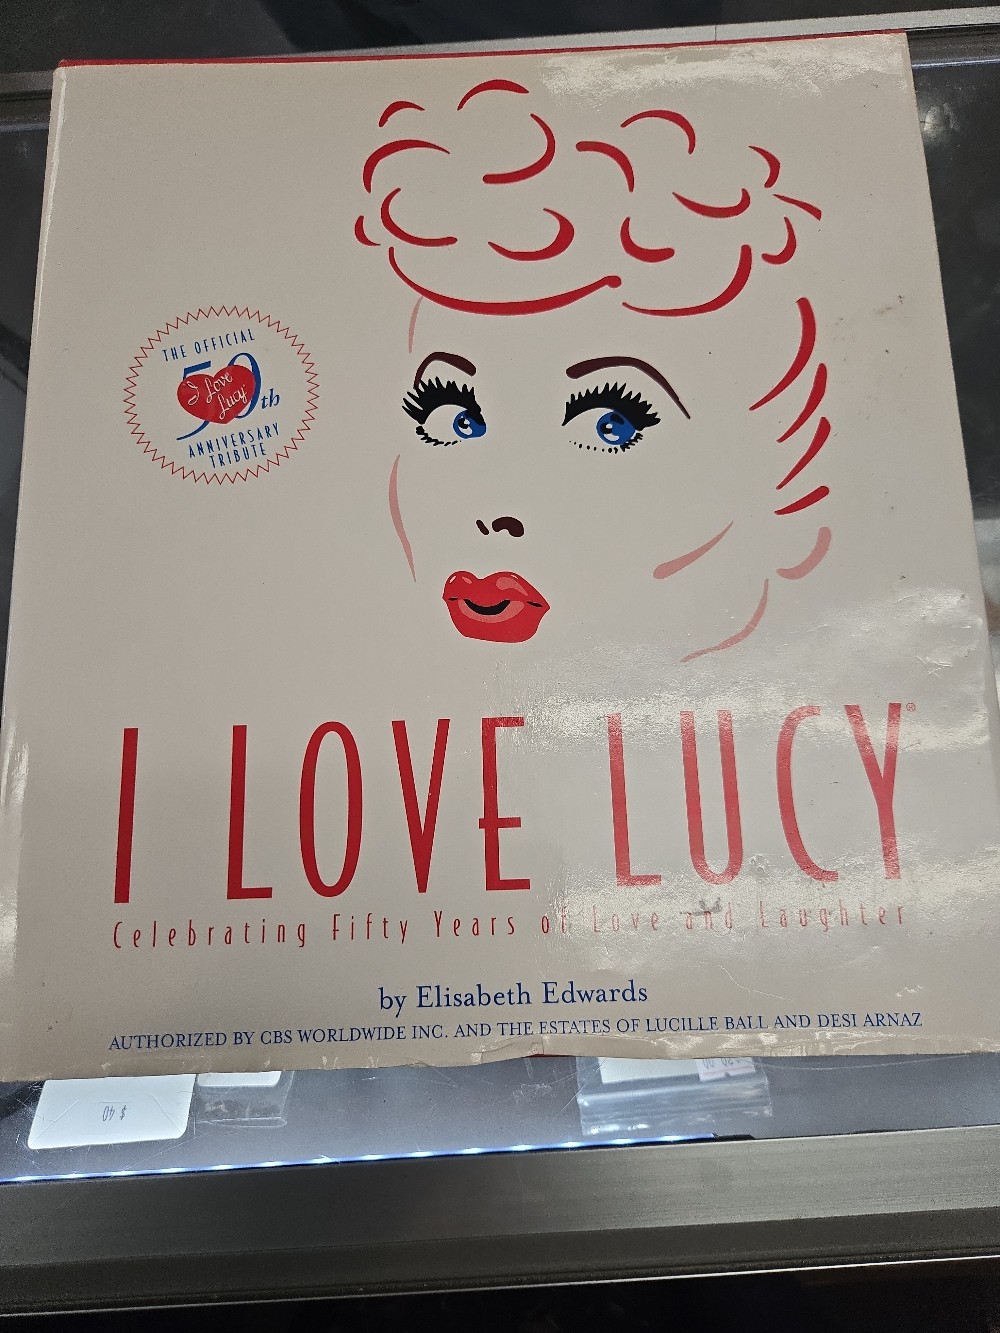 THE OFFICIAL
50th
"I Love
Lucy"
ANNIVERSARY
TRIBUTE
I LOVE LUCY®
Celebrating Fifty Years of Love and Laughter
by Elisabeth Edwards
AUTHORIZED BY CBS WORLDWIDE INC. AND THE ESTATES OF LUCILLE BALL AND DESI ARNAZ
$40